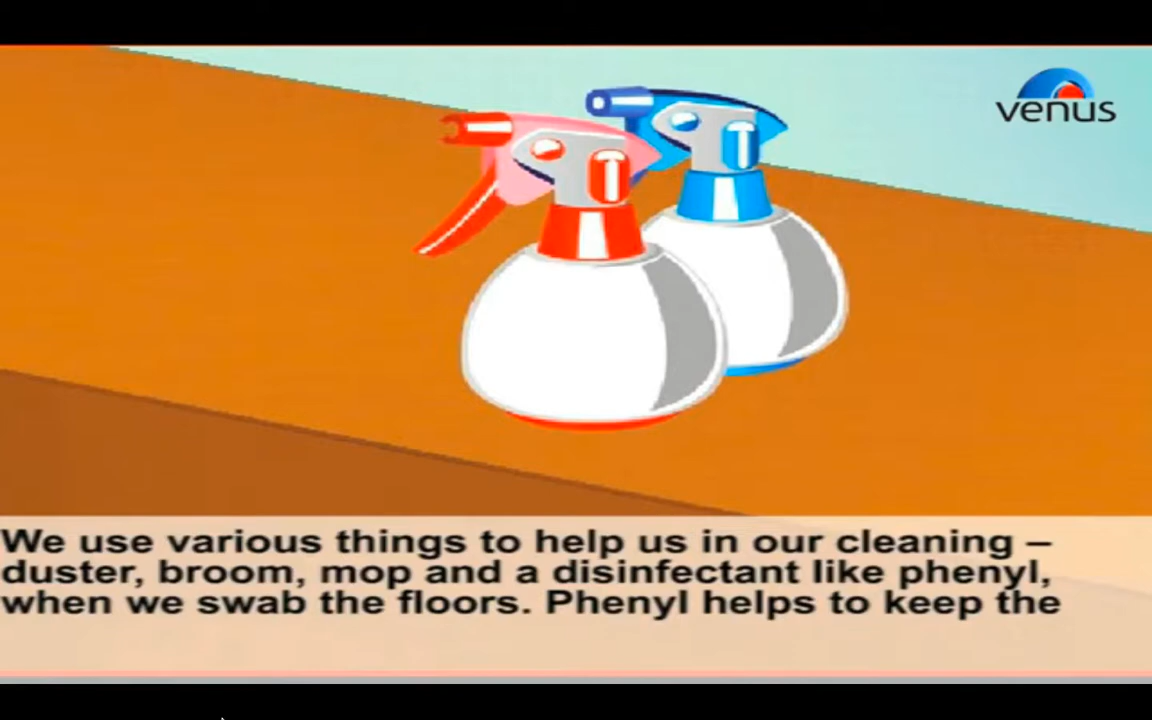 venus
We use various things to help us in our cleaning –
duster, broom, mop and a disinfectant like phenyl,
when we swab the floors. Phenyl helps to keep the